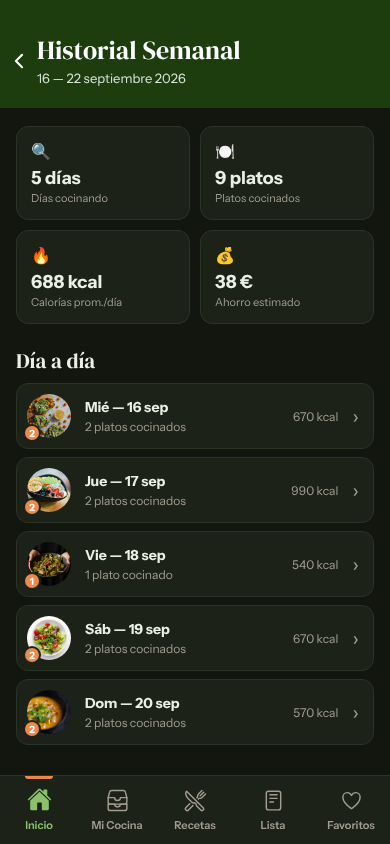 Historial Semanal
16 — 22 septiembre 2026
5 días
Días cocinando
9 platos
Platos cocinados
688 kcal
Calorías prom./día
38 €
Ahorro estimado
Día a día
2
Mié — 16 sep
2 platos cocinados
670 kcal
2
Jue — 17 sep
2 platos cocinados
990 kcal
1
Vie — 18 sep
1 plato cocinado
540 kcal
2
Sáb — 19 sep
2 platos cocinados
670 kcal
2
Dom — 20 sep
2 platos cocinados
570 kcal
Inicio
Mi Cocina
Recetas
Lista
Favoritos